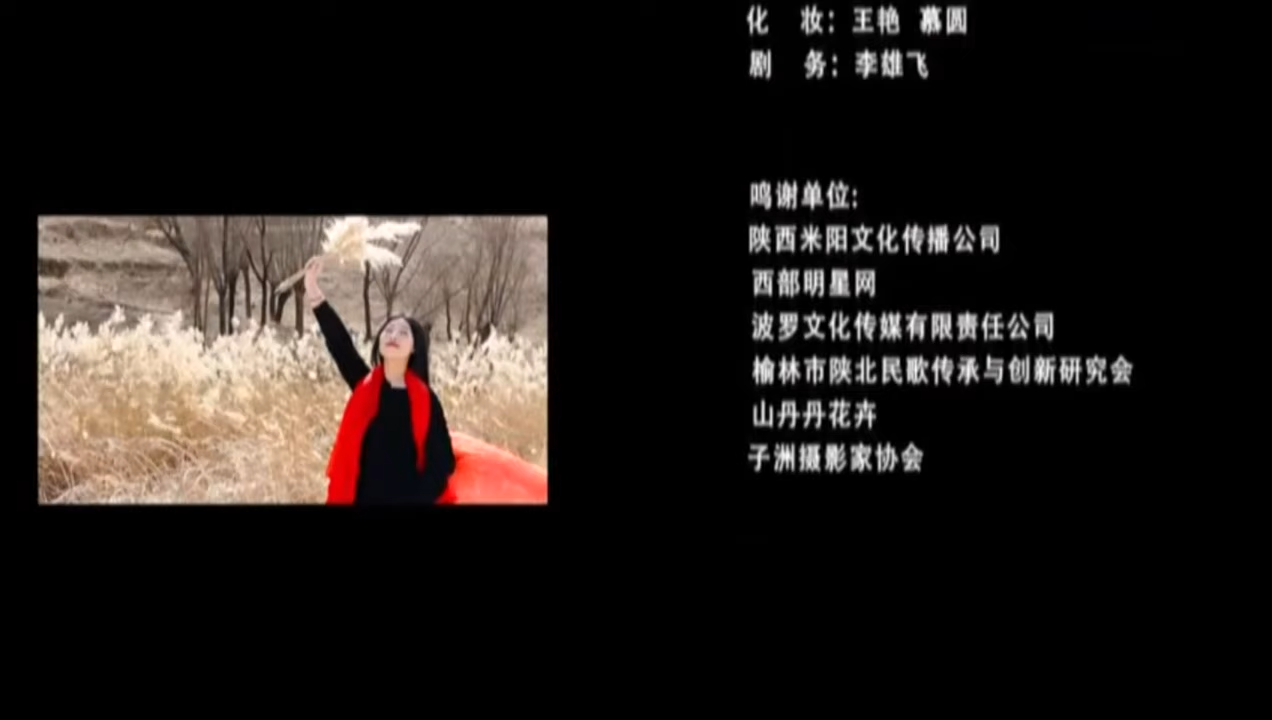 化 妆：王艳 慕圆
剧 务：李雄飞
鸣谢单位：
陕西米阳文化传播公司
西部明星网
波罗文化传媒有限责任公司
榆林市陕北民歌传承与创新研究会
山丹丹花卉
子洲摄影家协会